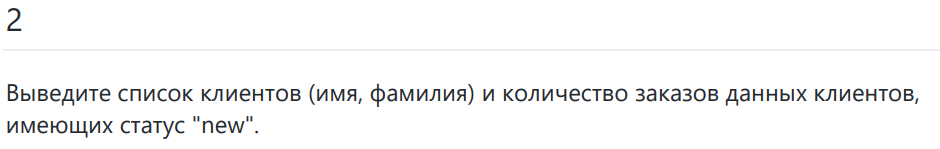 2
Выведите список клиентов (имя, фамилия) и количество заказов данных клиентов,
имеющих статус "new".